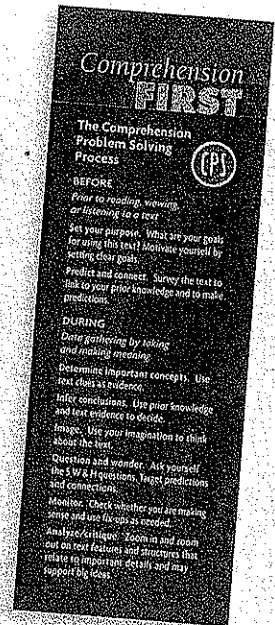 Comprehension
FIRST
The Comprehension
Problem Solving
Process
CPS
BEFORE
Prior to reading, viewing,
or listening to a text
Set your purpose. What are your goals
for using this text? Motivate yourself by
setting clear goals.
Predict and connect. Survey the text to
link to your prior knowledge and to make
predictions.
DURING
Data gathering by taking
and making meaning
Determine important concepts. Use
text clues as evidence.
Infer conclusions. Use prior knowledge
and text evidence to decide.
Image. Use your imagination to think
about the text.
Question and wonder. Ask yourself
the 5 W & H questions. Target predictions
and connections.
Monitor. Check whether you are making
sense and use fix-ups as needed.
Analyze/critique. Zoom in and zoom
out on text features and structures that
relate to important details and may
support big ideas.